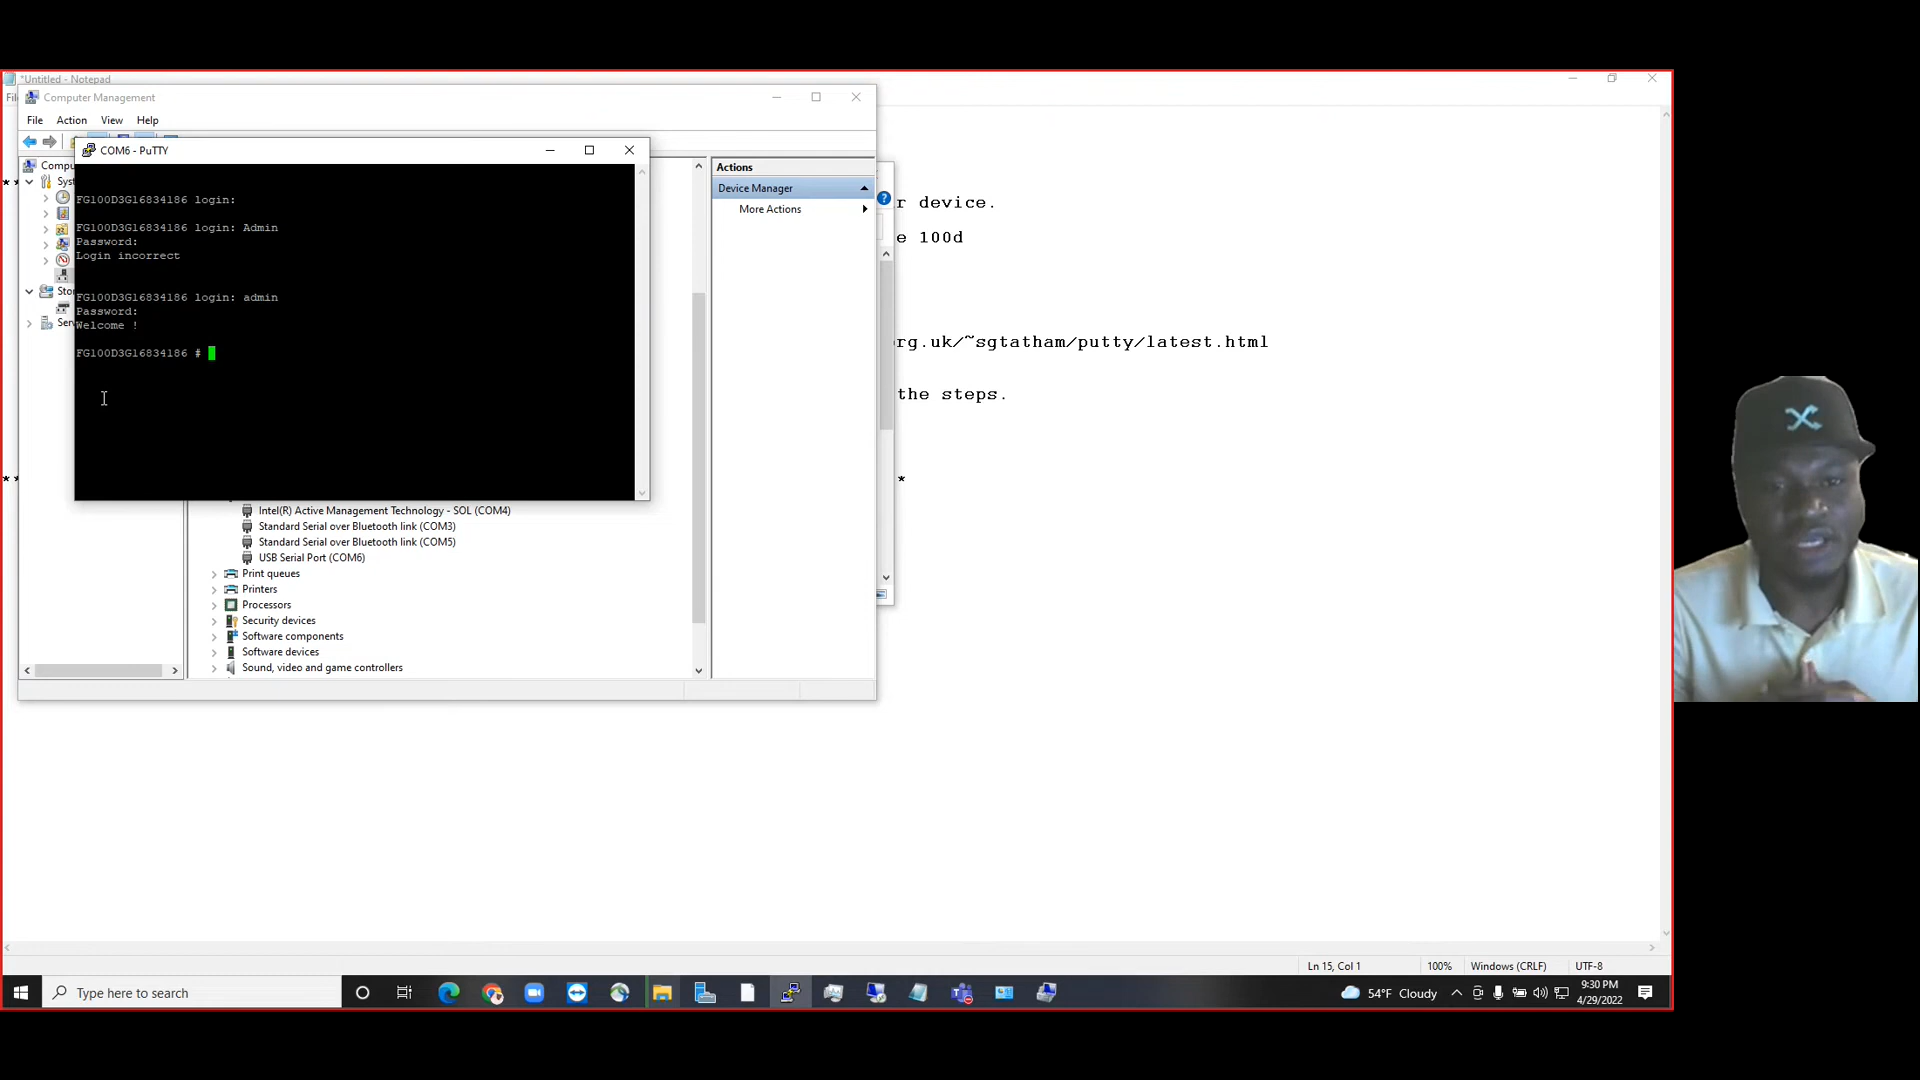 *Untitled - Notepad
Computer Management
File Action View Help
COM6 - PuTTY
FG100D3G16834186 login:
FG100D3G16834186 login: Admin
Password:
Login incorrect
FG100D3G16834186 login: admin
Password:
Welcome !
FG100D3G16834186 #
Actions
Device Manager
More Actions
r device.
e 100d
org.uk/~sgtatham/putty/latest.html
the steps.
**
**
*
Intel(R) Active Management Technology - SOL (COM4)
Standard Serial over Bluetooth link (COM3)
Standard Serial over Bluetooth link (COM5)
USB Serial Port (COM6)
Print queues
Printers
Processors
Security devices
Software components
Software devices
Sound, video and game controllers
Ln 15, Col 1
100%
Windows (CRLF)
UTF-8
Type here to search
54°F Cloudy
9:30 PM
4/29/2022